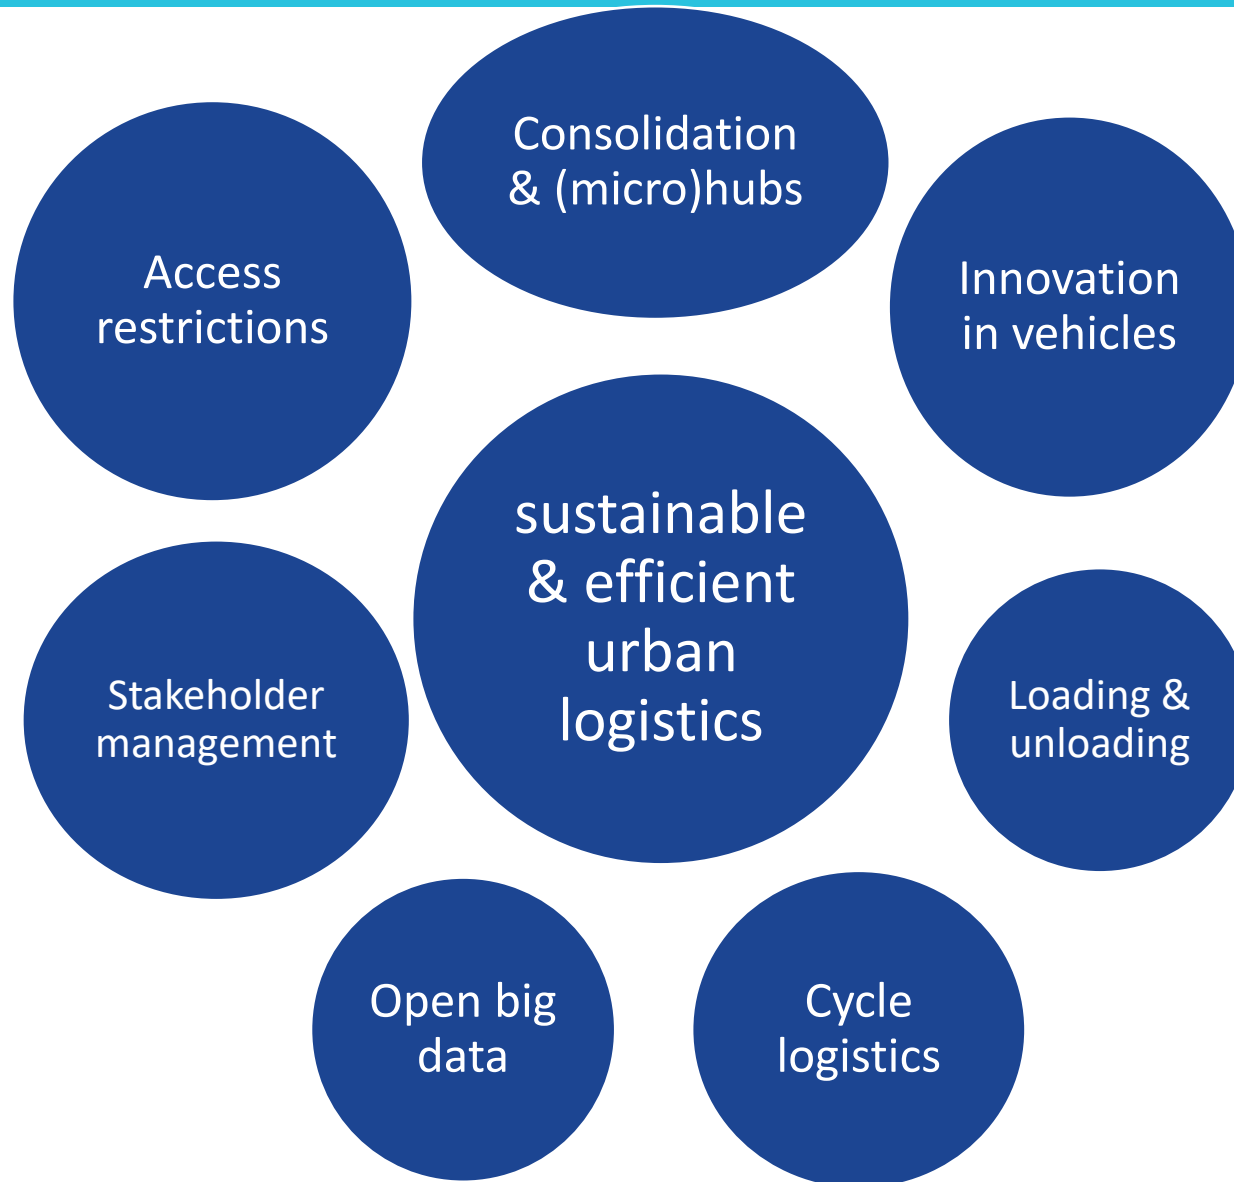 Consolidation
& (micro)hubs
Access
restrictions
Innovation
in vehicles
sustainable
& efficient
urban
logistics
Stakeholder
management
Loading &
unloading
Open big
data
Cycle
logistics